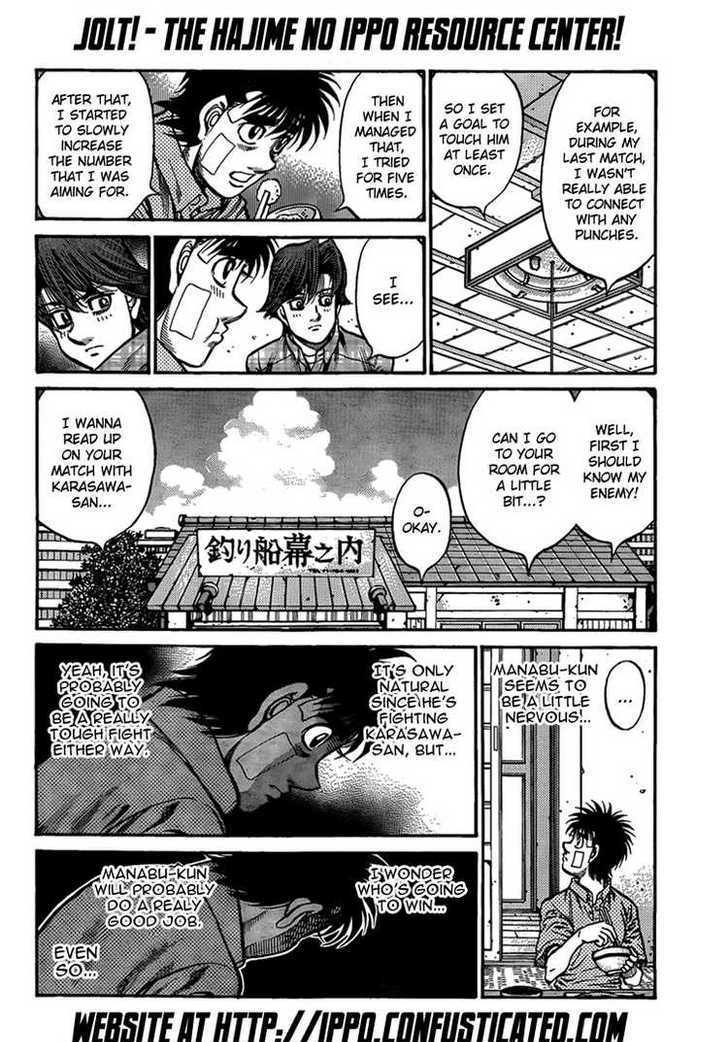 JOLT! - THE HAJIME NO IPPO RESOURCE CENTER!
FOR
EXAMPLE,
DURING MY
LAST MATCH,
I WASN'T
REALLY ABLE
TO CONNECT
WITH ANY
PUNCHES.
SO I SET
A GOAL TO
TOUCH HIM
AT LEAST
ONCE.
THEN
WHEN I
MANAGED
THAT,
I TRIED
FOR FIVE
TIMES.
AFTER THAT,
I STARTED
TO SLOWLY
INCREASE
THE NUMBER
THAT I WAS
AIMING FOR.
I
SEE...
WELL,
FIRST I
SHOULD
KNOW MY
ENEMY!
CAN I GO
TO YOUR
ROOM FOR
A LITTLE
BIT...?
O-
OKAY.
I WANNA
READ UP
ON YOUR
MATCH WITH
KARASAWA-
SAN...
釣り船幕之内
...
MANABU-KUN
SEEMS TO
BE A LITTLE
NERVOUS!..
IT'S ONLY
NATURAL
SINCE HE'S
FIGHTING
KARASAWA-
SAN, BUT...
YEAH, IT'S
PROBABLY
GOING TO
BE A REALLY
TOUGH FIGHT
EITHER WAY.
I WONDER
WHO'S GOING
TO WIN...
MANABU-KUN
WILL PROBABLY
DO A REALY
GOOD JOB.
EVEN
SO...
WEBSITE AT HTTP://IPPO.CONFUSTICATED.COM